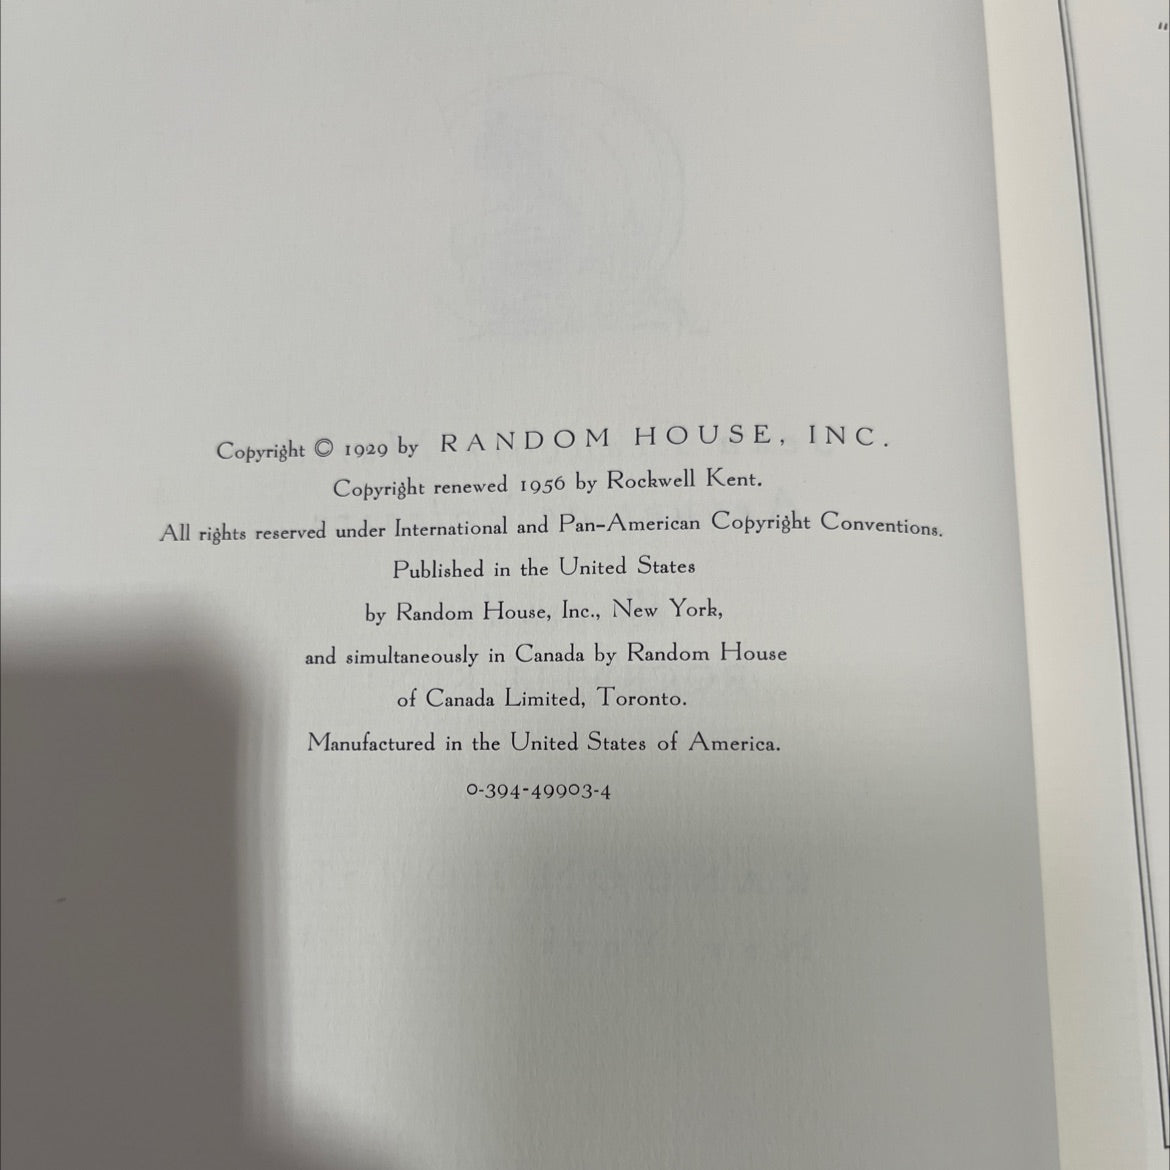 Copyright © 1929 by RANDOM HOUSE, INC.
Copyright renewed 1956 by Rockwell Kent.
All rights reserved under International and Pan-American Copyright Conventions.
Published in the United States
by Random House, Inc., New York,
and simultaneously in Canada by Random House
of Canada Limited, Toronto.
Manufactured in the United States of America.
0-394-49903-4